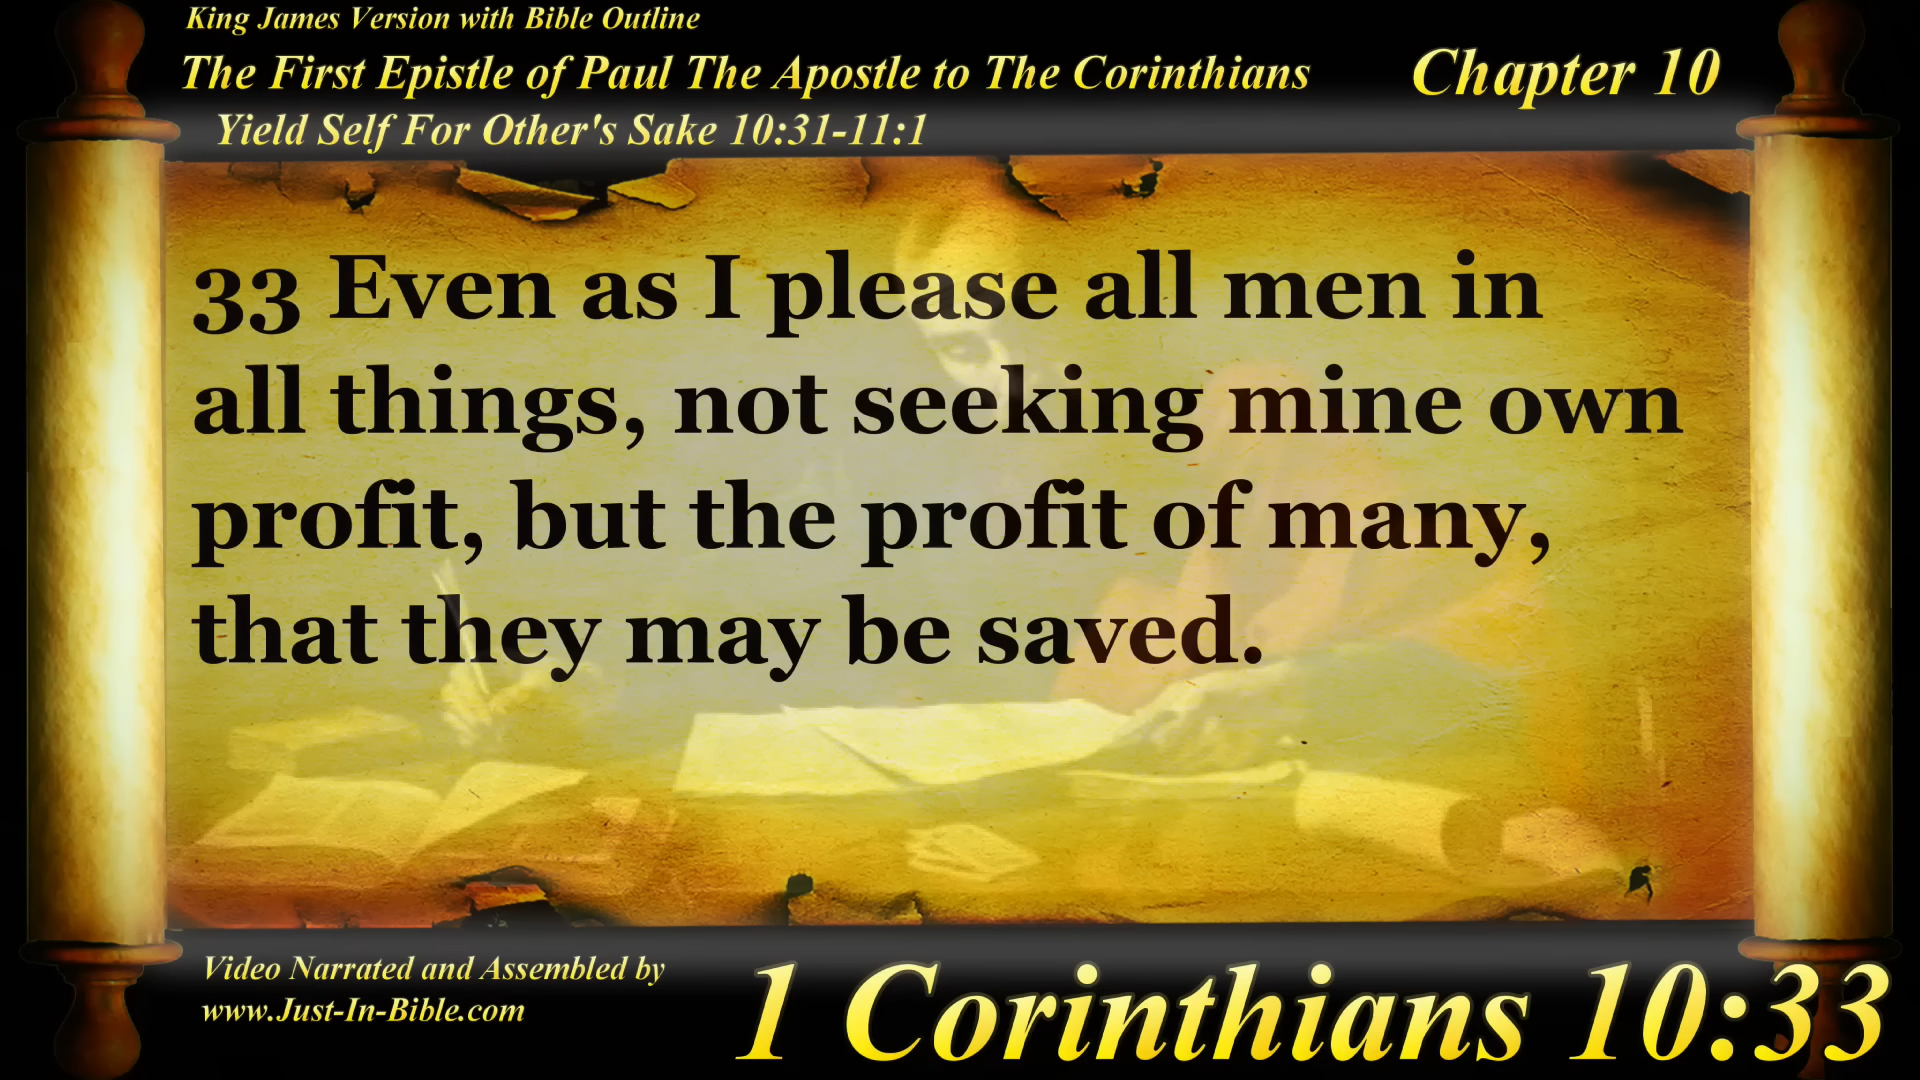 King James Version with Bible Outline
The First Epistle of Paul The Apostle to The Corinthians
Chapter 10
Yield Self For Other's Sake 10:31-11:1
33 Even as I please all men in
all things, not seeking mine own
profit, but the profit of many,
that they may be saved.
Video Narrated and Assembled by
www.Just-In-Bible.com
1 Corinthians 10:33